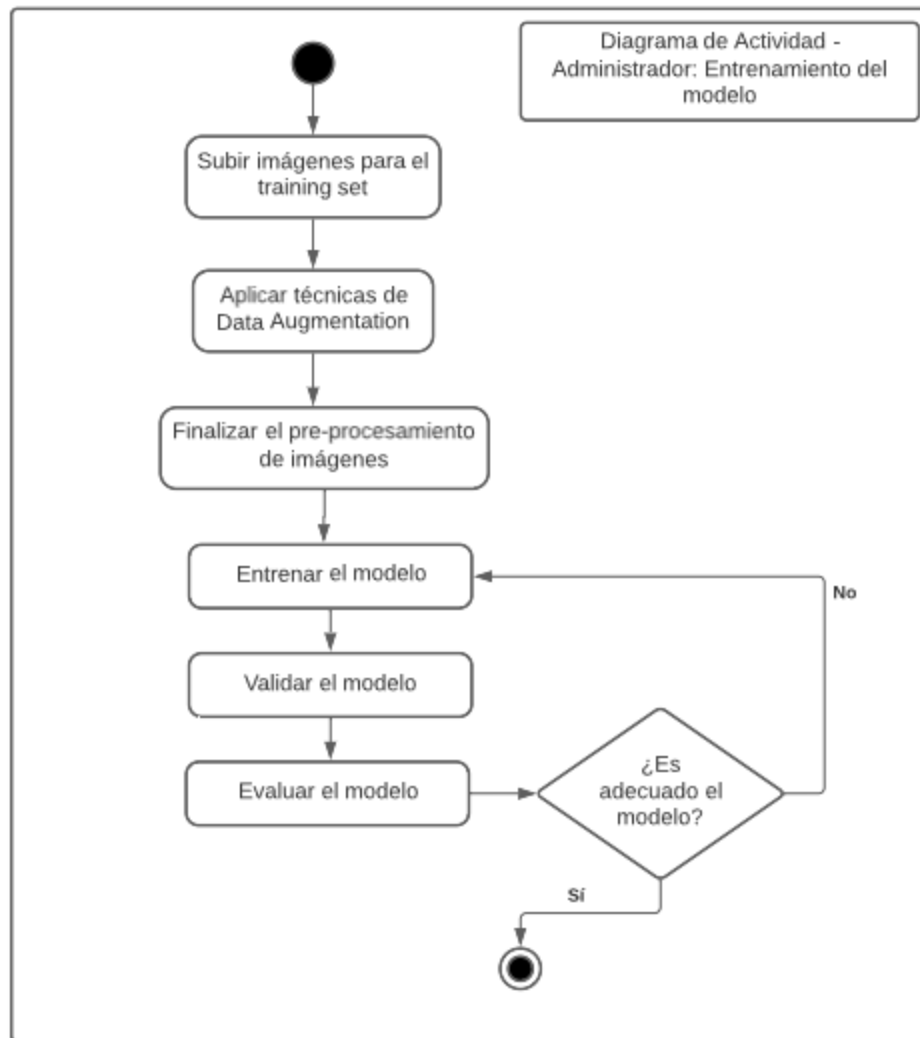 Diagrama de Actividad -
Administrador: Entrenamiento del
modelo
Subir imágenes para el
training set
Aplicar técnicas de
Data Augmentation
Finalizar el pre-procesamiento
de imágenes
Entrenar el modelo
No
Validar el modelo
Evaluar el modelo
¿Es
adecuado el
modelo?
Sí